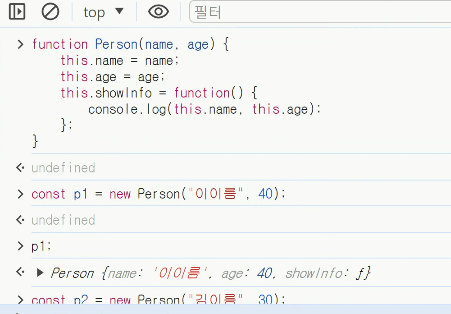 top ▼ 필터
> function Person(name, age) {
this.name = name;
this.age = age;
this.showInfo = function() {
console.log(this.name, this.age);
};
}
<· undefined
> const p1 = new Person("이이름", 40);
<· undefined
> p1;
<· ▶ Person {name: '이이름', age: 40, showInfo: ƒ}
> const p2 = new Person("김이름", 30);